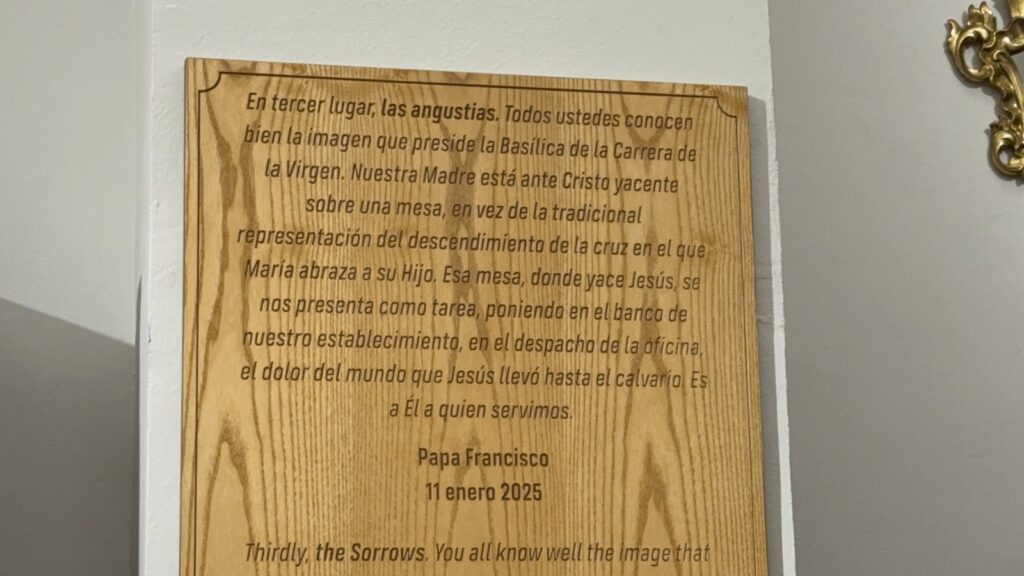 En tercer lugar, las angustias. Todos ustedes conocen
bien la imagen que preside la Basílica de la Carrera de
la Virgen. Nuestra Madre está ante Cristo yacente
sobre una mesa, en vez de la tradicional
representación del descendimiento de la cruz en el que
María abraza a su Hijo. Esa mesa, donde yace Jesús, se
nos presenta como tarea, poniendo en el banco de
nuestro establecimiento, en el despacho de la oficina,
el dolor del mundo que Jesús llevó hasta el calvario. Es
a Él a quien servimos.
Papa Francisco
11 enero 2025
Thirdly, the Sorrows. You all know well the image that